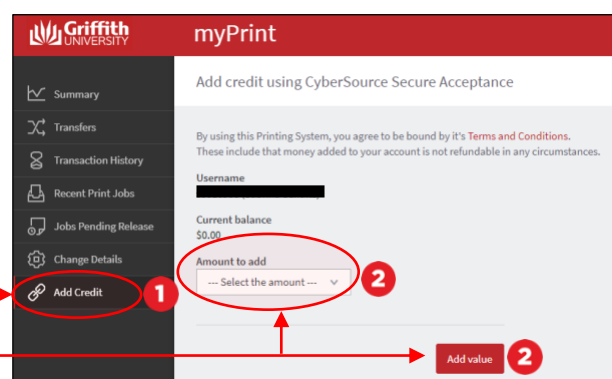 Griffith
UNIVERSITY
myPrint
Summary
Transfers
Transaction History
Recent Print Jobs
Jobs Pending Release
Change Details
Add Credit
1
Add credit using CyberSource Secure Acceptance
By using this Printing System, you agree to be bound by it's Terms and Conditions.
These include that money added to your account is not refundable in any circumstances.
Username
Current balance
$0.00
Amount to add
--- Select the amount ---
2
Add value
2